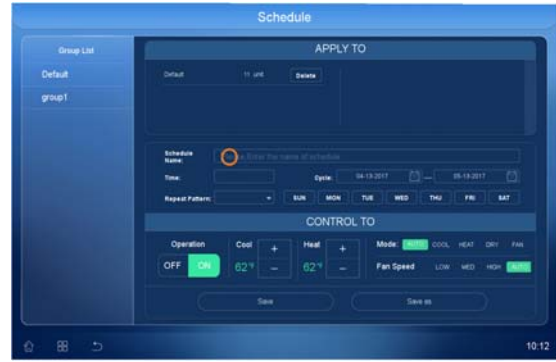 Schedule
Group List
Default
group1
APPLY TO
Default 11 unit Delete
Schedule Name: Please Enter the name of schedule
Time: Cycle: 04-13-2017 — 05-13-2017
Repeat Pattern: SUN MON TUE WED THU FRI SAT
CONTROL TO
Operation Cool + Heat + Mode: AUTO COOL HEAT DRY FAN
OFF ON 62°F − 62°F − Fan Speed LOW MED HIGH AUTO
Save Save as
10:12